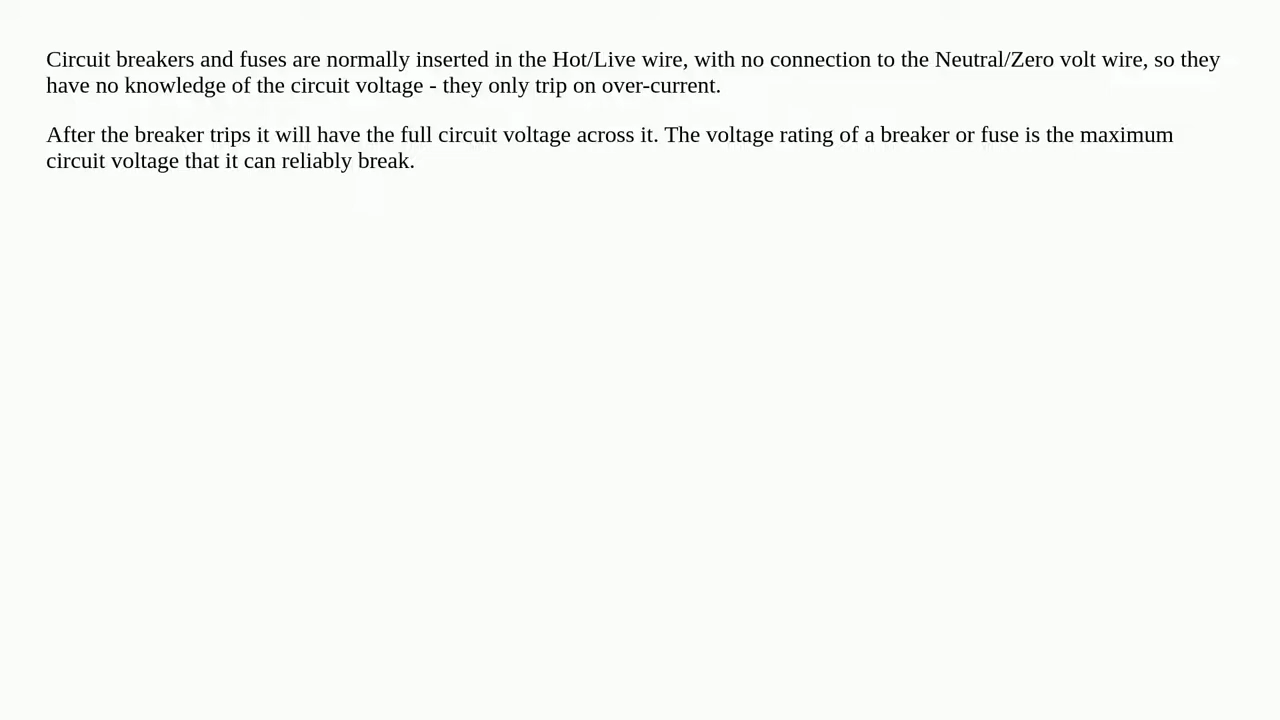 Circuit breakers and fuses are normally inserted in the Hot/Live wire, with no connection to the Neutral/Zero volt wire, so they
have no knowledge of the circuit voltage - they only trip on over-current.
After the breaker trips it will have the full circuit voltage across it. The voltage rating of a breaker or fuse is the maximum
circuit voltage that it can reliably break.